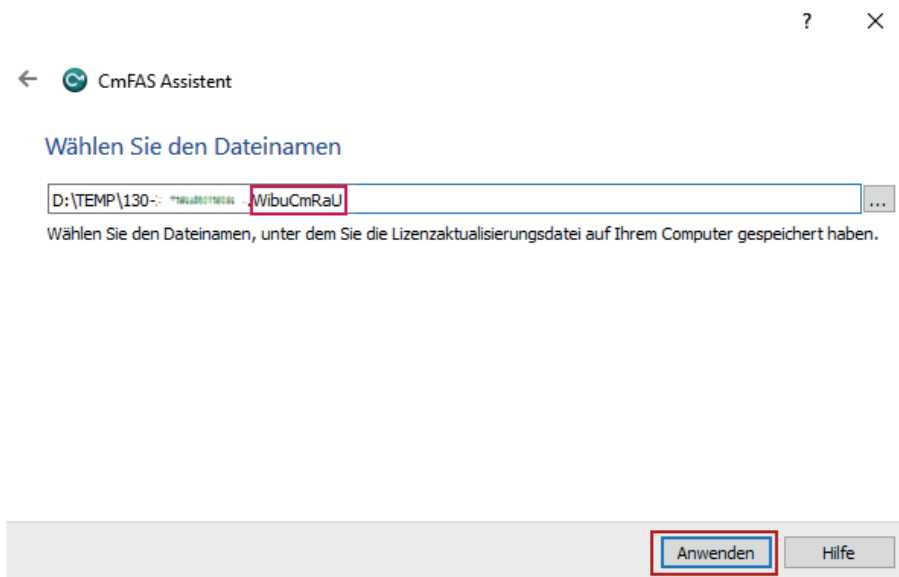 ?
CmFAS Assistent
Wählen Sie den Dateinamen
D:\TEMP\130- .WibuCmRaU
...
Wählen Sie den Dateinamen, unter dem Sie die Lizenzaktualisierungsdatei auf Ihrem Computer gespeichert haben.
Anwenden
Hilfe